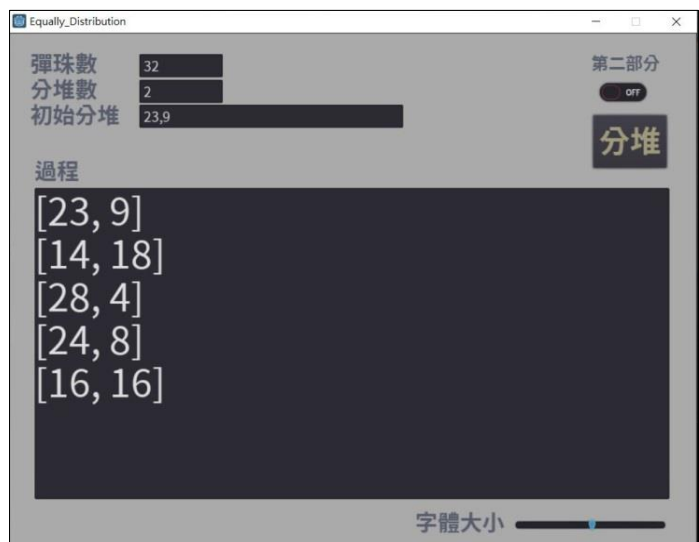 Equally_Distribution
彈珠數 32
分堆數 2
初始分堆 23,9
第二部分
OFF
分堆
過程
[23, 9]
[14, 18]
[28, 4]
[24, 8]
[16, 16]
字體大小